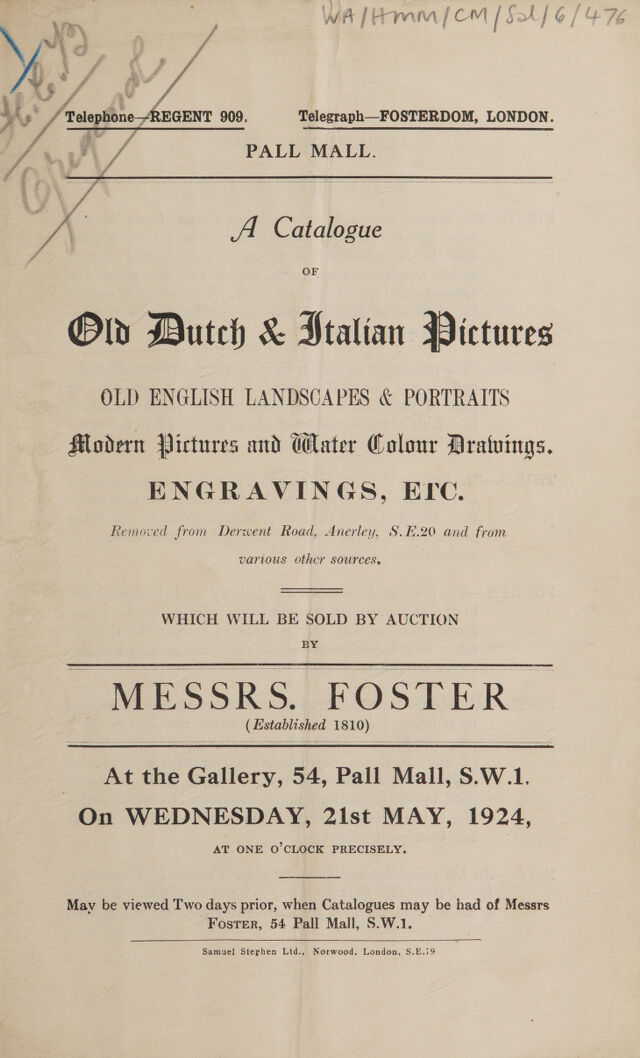 WA/HMM/CM/Sal/6/476
Telephone—REGENT 909. Telegraph—FOSTERDOM, LONDON.
PALL MALL.
A Catalogue
OF
Old Dutch & Italian Pictures
OLD ENGLISH LANDSCAPES & PORTRAITS
Modern Pictures and Water Colour Drawings.
ENGRAVINGS, ETC.
Removed from Derwent Road, Anerley, S.E.20 and from
various other sources.
WHICH WILL BE SOLD BY AUCTION
BY
MESSRS. FOSTER
(Established 1810)
At the Gallery, 54, Pall Mall, S.W.1.
On WEDNESDAY, 21st MAY, 1924,
AT ONE O'CLOCK PRECISELY.
May be viewed Two days prior, when Catalogues may be had of Messrs
FOSTER, 54 Pall Mall, S.W.1.
Samuel Stephen Ltd., Norwood, London, S.E.19